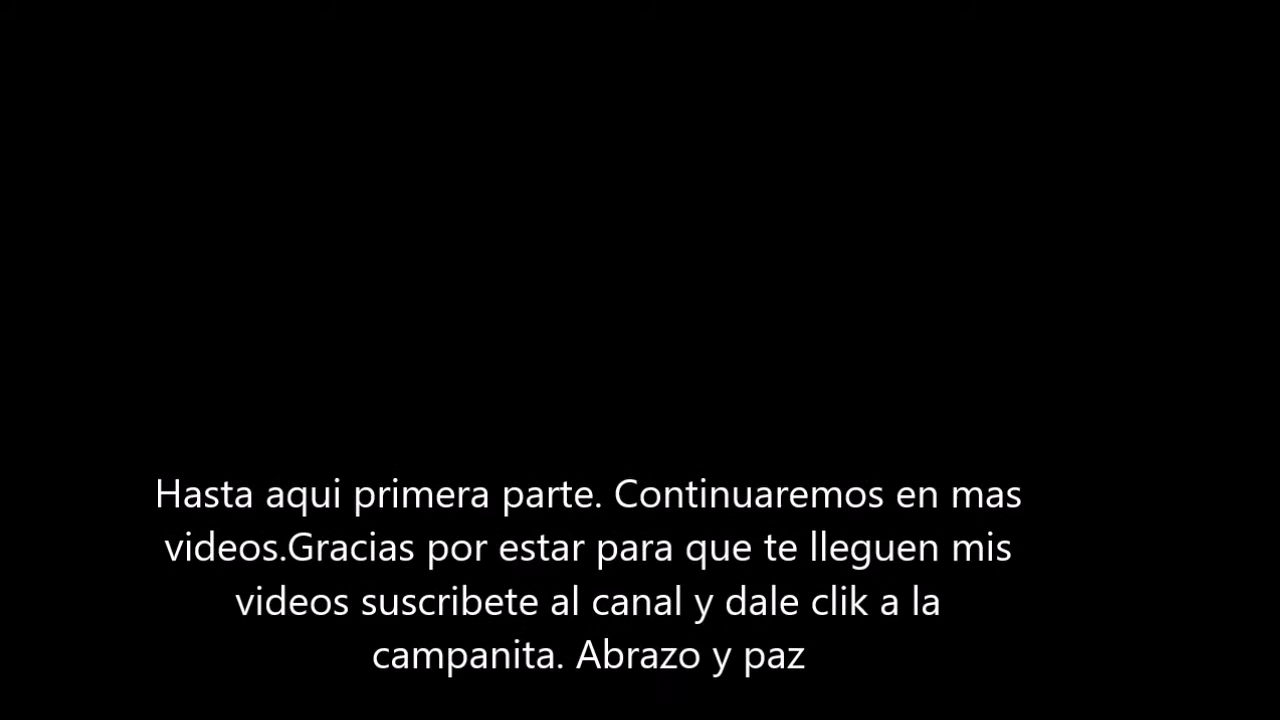 Hasta aqui primera parte. Continuaremos en mas
videos.Gracias por estar para que te lleguen mis
videos suscribete al canal y dale clik a la
campanita. Abrazo y paz